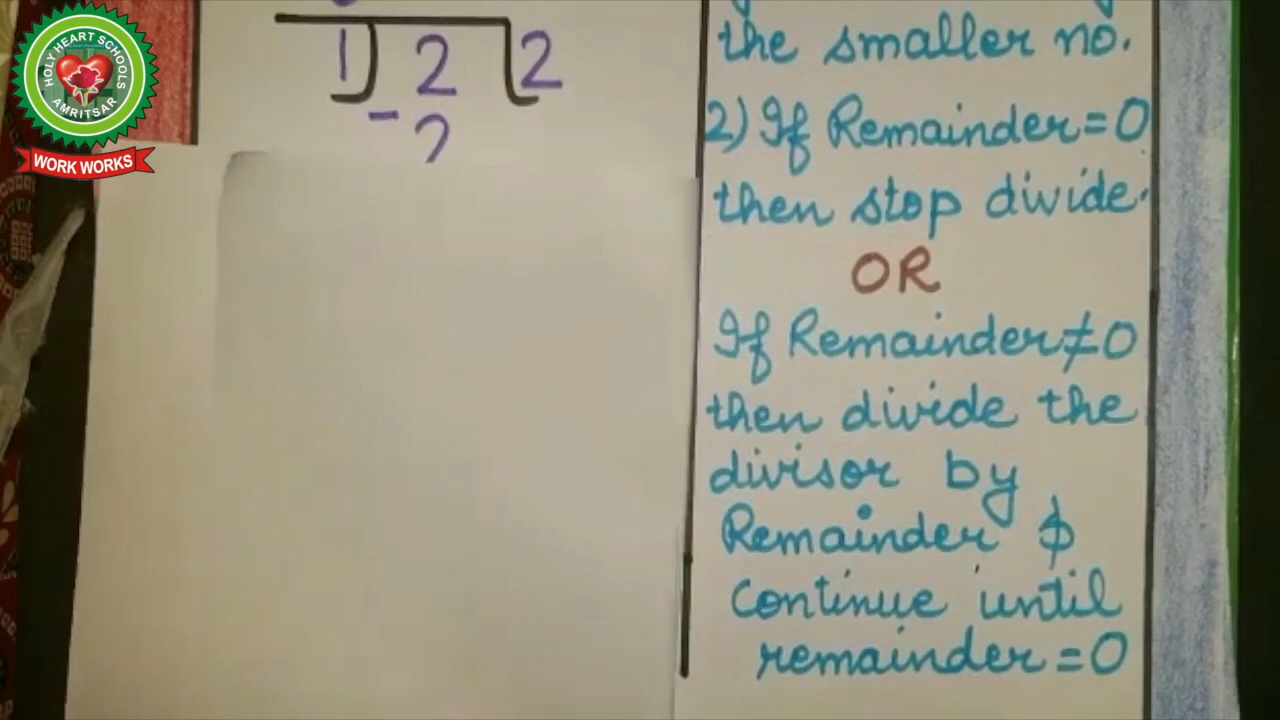 HOLY HEART SCHOOLS
AMRITSAR
WORK WORKS
1) 2 ( 2
- 2
the smaller no.
2) If Remainder = 0
then stop divide.
OR
If Remainder ≠ 0
then divide the
divisor by
Remainder &
continue until
remainder = 0